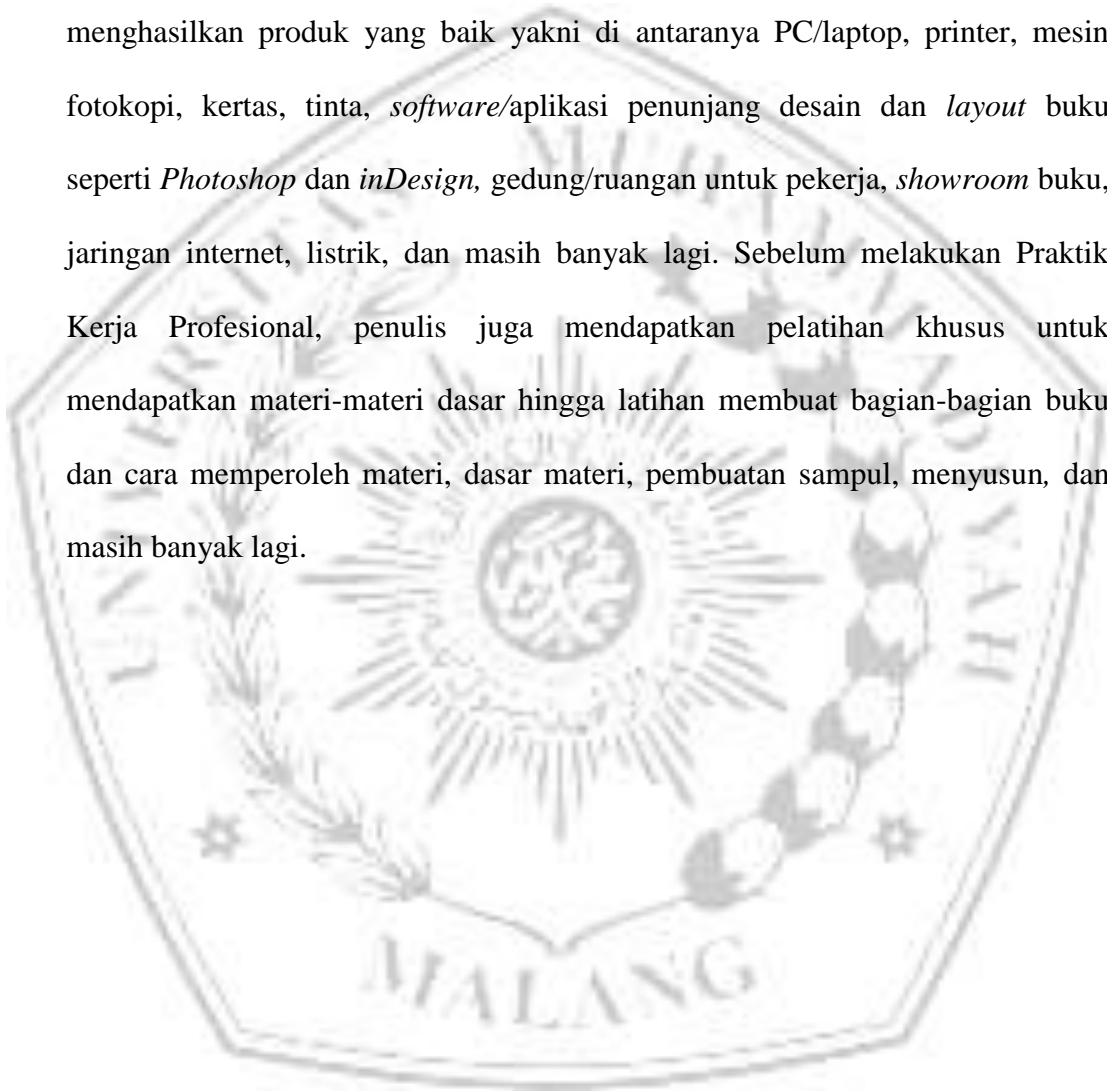 menghasilkan produk yang baik yakni di antaranya PC/laptop, printer, mesin
fotokopi, kertas, tinta, software/aplikasi penunjang desain dan layout buku
seperti Photoshop dan inDesign, gedung/ruangan untuk pekerja, showroom buku,
jaringan internet, listrik, dan masih banyak lagi. Sebelum melakukan Praktik
Kerja Profesional, penulis juga mendapatkan pelatihan khusus untuk
mendapatkan materi-materi dasar hingga latihan membuat bagian-bagian buku
dan cara memperoleh materi, dasar materi, pembuatan sampul, menyusun, dan
masih banyak lagi.
UNIVERSITAS MUHAMMADIYAH
MALANG